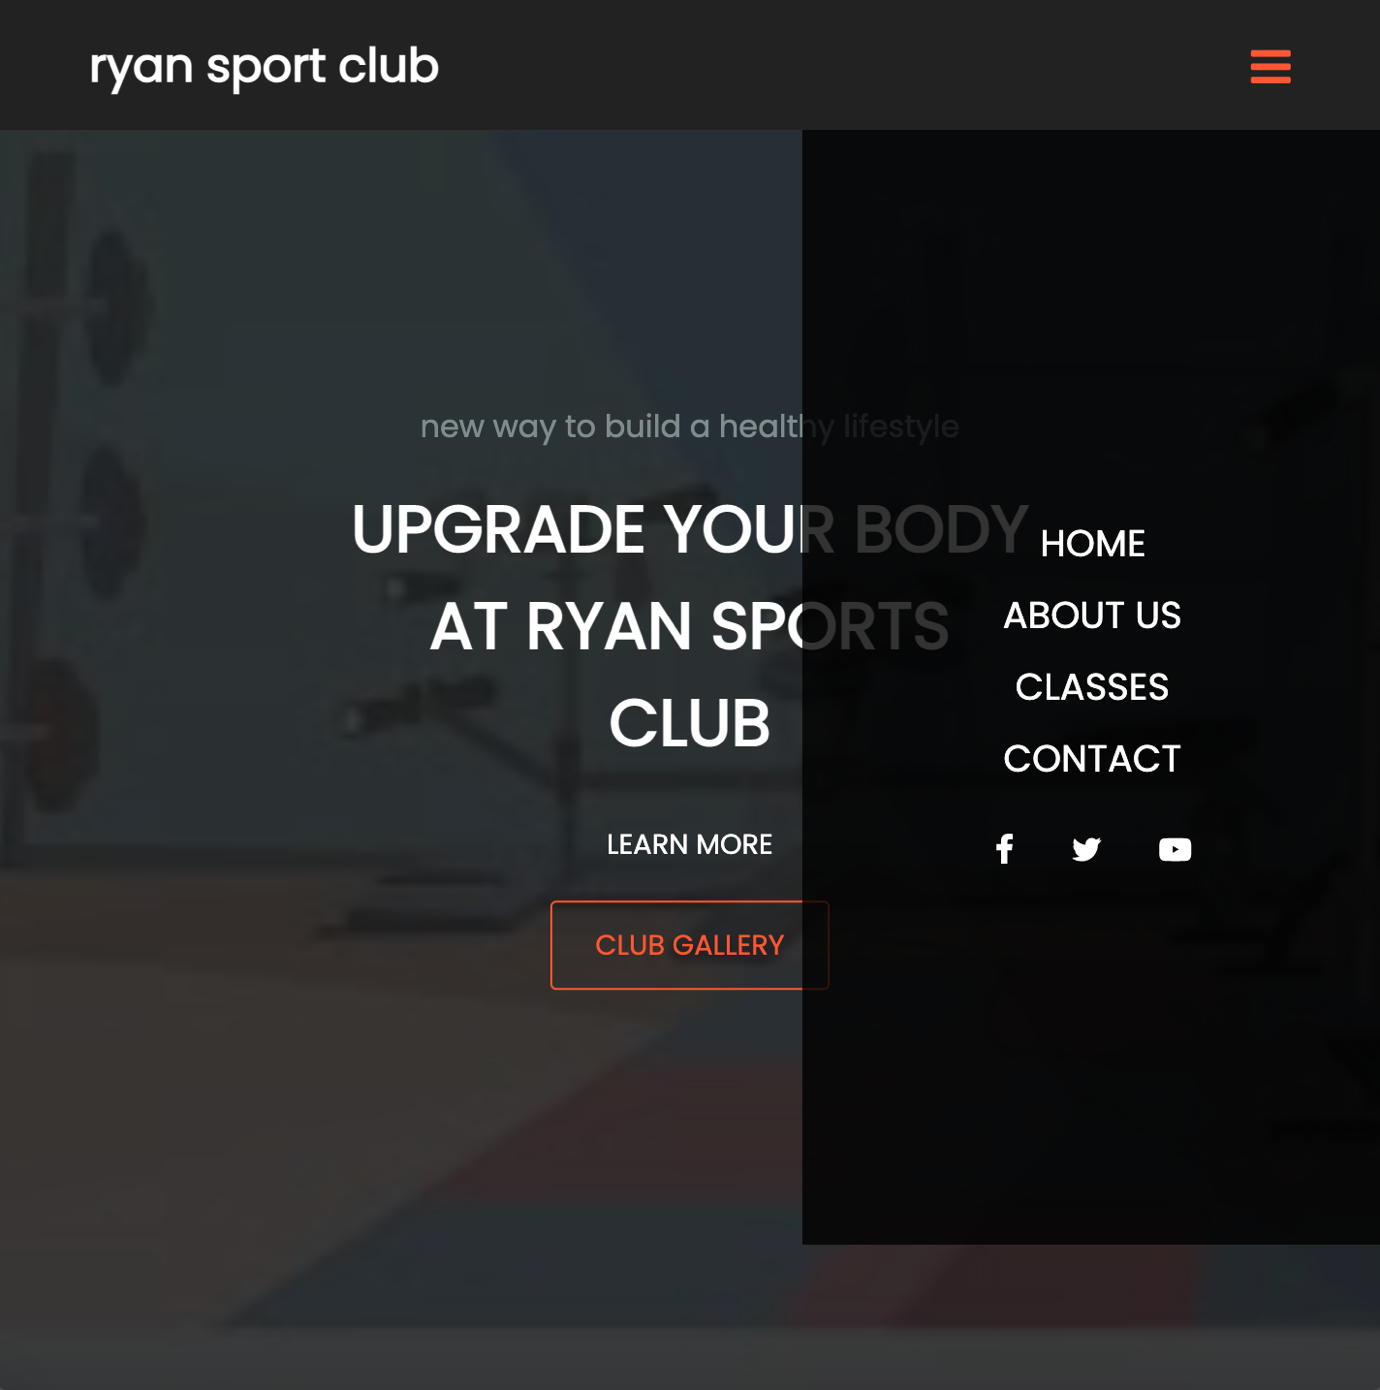 ryan sport club
new way to build a healthy lifestyle
UPGRADE YOUR BODY
AT RYAN SPORTS
CLUB
LEARN MORE
CLUB GALLERY
HOME
ABOUT US
CLASSES
CONTACT